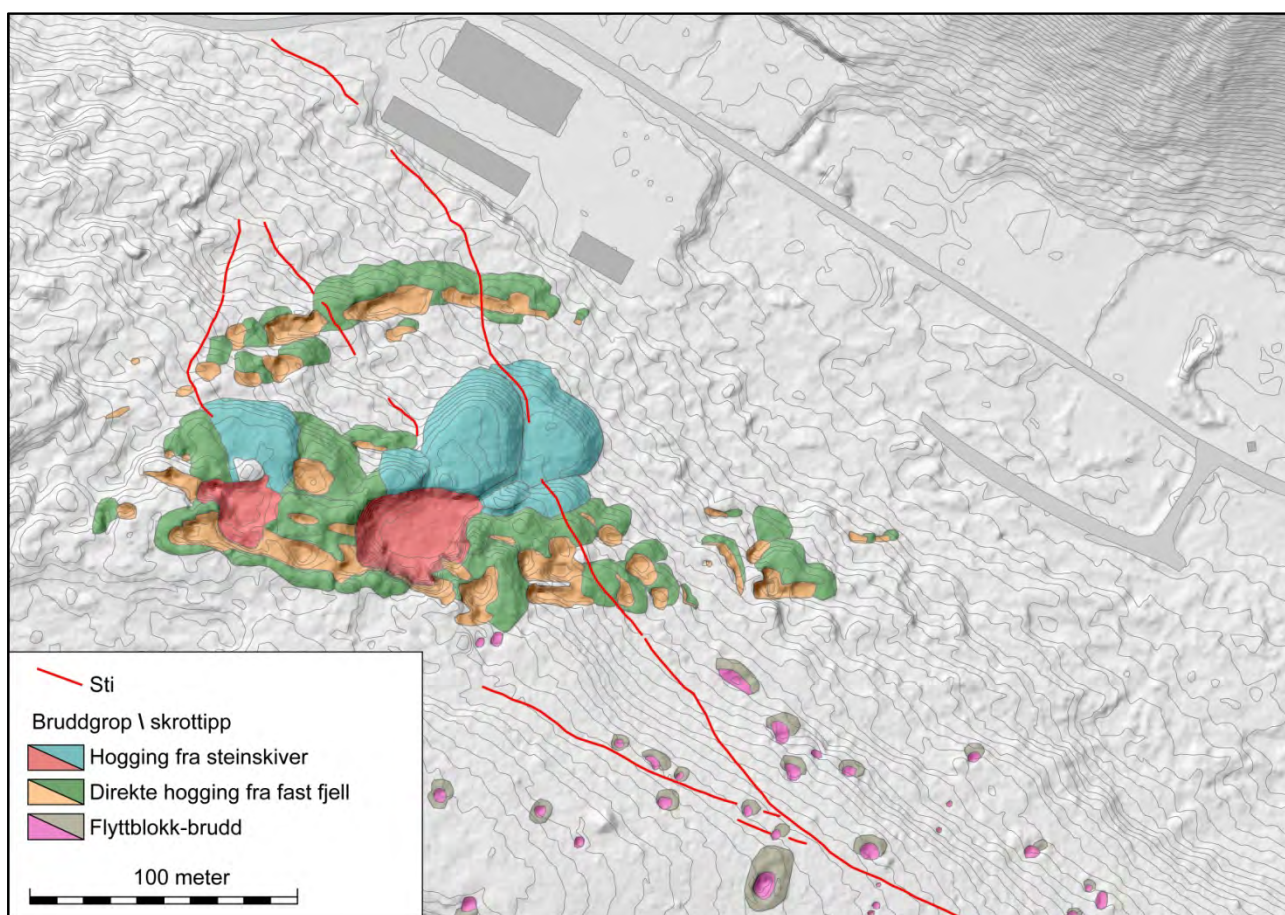 Sti
Bruddgrop \ skrottipp
Hogging fra steinskiver
Direkte hogging fra fast fjell
Flyttblokk-brudd
100 meter